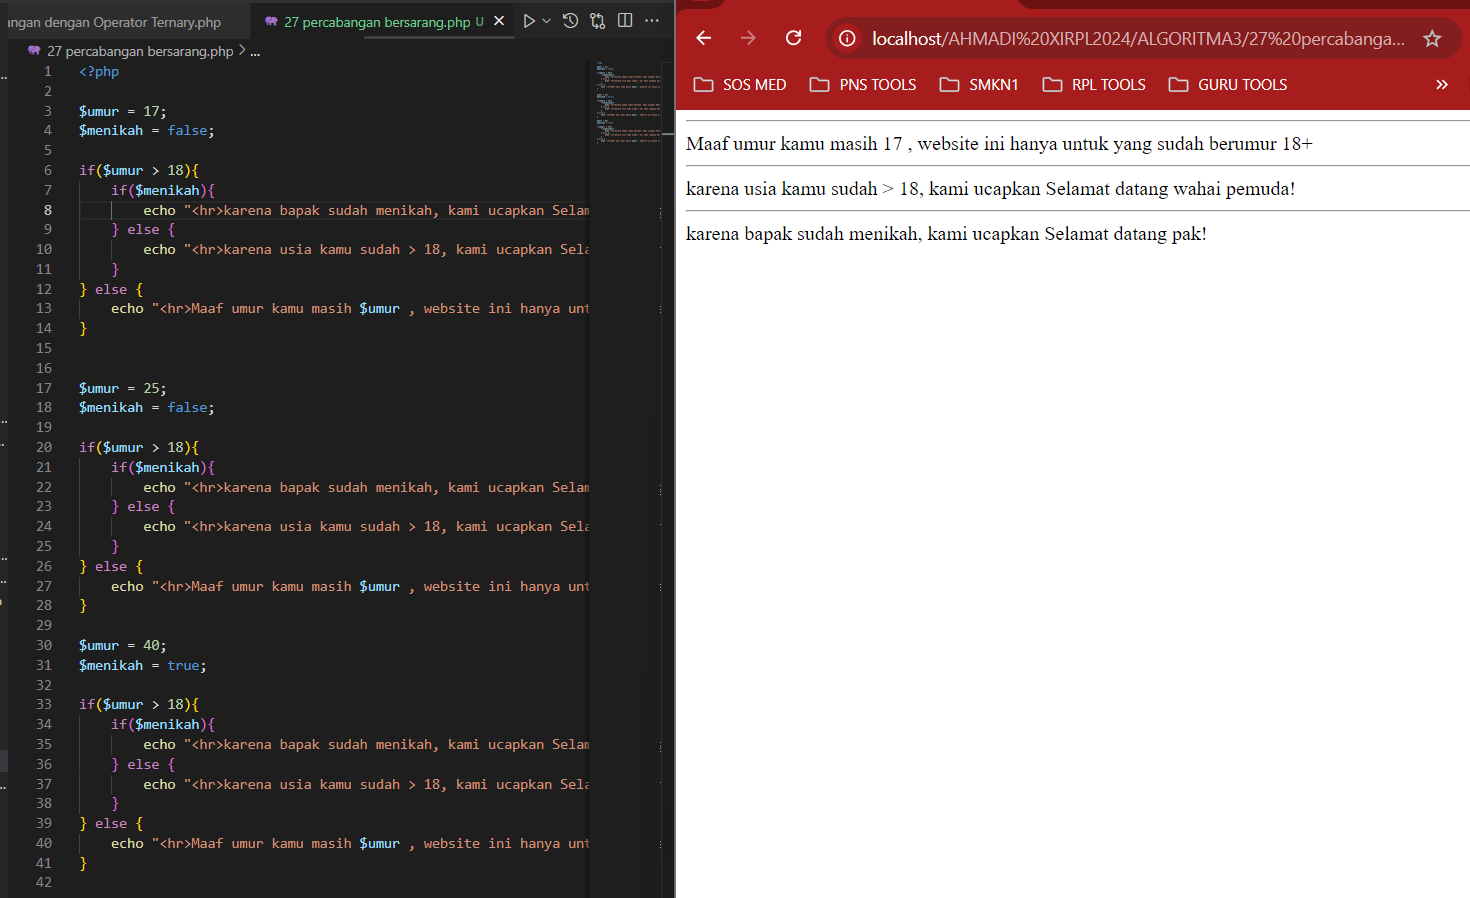 angan dengan Operator Ternary.php
27 percabangan bersarang.php U
27 percabangan bersarang.php > ...
1 <?php
2
3 $umur = 17;
4 $menikah = false;
5
6 if($umur > 18){
7 if($menikah){
8 echo "<hr>karena bapak sudah menikah, kami ucapkan Selam
9 } else {
10 echo "<hr>karena usia kamu sudah > 18, kami ucapkan Sela
11 }
12 } else {
13 echo "<hr>Maaf umur kamu masih $umur , website ini hanya unt
14 }
15
16
17 $umur = 25;
18 $menikah = false;
19
20 if($umur > 18){
21 if($menikah){
22 echo "<hr>karena bapak sudah menikah, kami ucapkan Selam
23 } else {
24 echo "<hr>karena usia kamu sudah > 18, kami ucapkan Sela
25 }
26 } else {
27 echo "<hr>Maaf umur kamu masih $umur , website ini hanya unt
28 }
29
30 $umur = 40;
31 $menikah = true;
32
33 if($umur > 18){
34 if($menikah){
35 echo "<hr>karena bapak sudah menikah, kami ucapkan Selam
36 } else {
37 echo "<hr>karena usia kamu sudah > 18, kami ucapkan Sela
38 }
39 } else {
40 echo "<hr>Maaf umur kamu masih $umur , website ini hanya unt
41 }
42
localhost/AHMADI%20XIRPL2024/ALGORITMA3/27%20percabanga...
SOS MED PNS TOOLS SMKN1 RPL TOOLS GURU TOOLS
Maaf umur kamu masih 17 , website ini hanya untuk yang sudah berumur 18+
karena usia kamu sudah > 18, kami ucapkan Selamat datang wahai pemuda!
karena bapak sudah menikah, kami ucapkan Selamat datang pak!